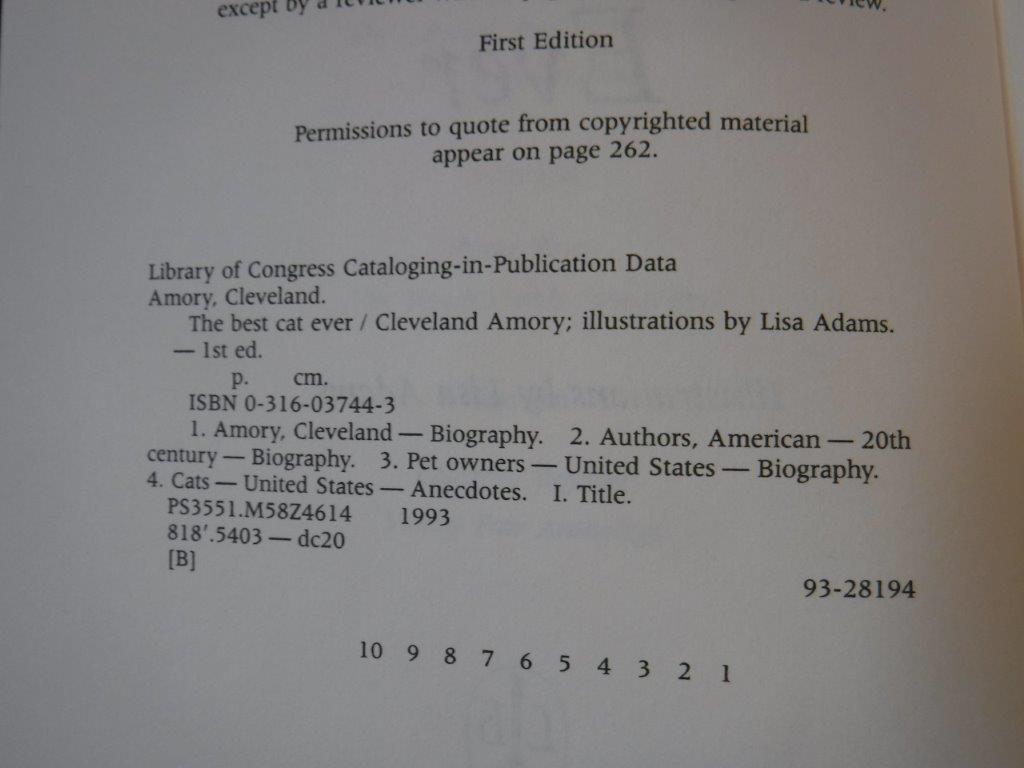 except by a reviewer
review.
First Edition
Permissions to quote from copyrighted material
appear on page 262.
Library of Congress Cataloging-in-Publication Data
Amory, Cleveland.
The best cat ever / Cleveland Amory; illustrations by Lisa Adams.
— 1st ed.
p. cm.
ISBN 0-316-03744-3
1. Amory, Cleveland — Biography. 2. Authors, American — 20th
century — Biography. 3. Pet owners — United States — Biography.
4. Cats — United States — Anecdotes. I. Title.
PS3551.M58Z4614 1993
818'.5403 — dc20
[B]
93-28194
10 9 8 7 6 5 4 3 2 1